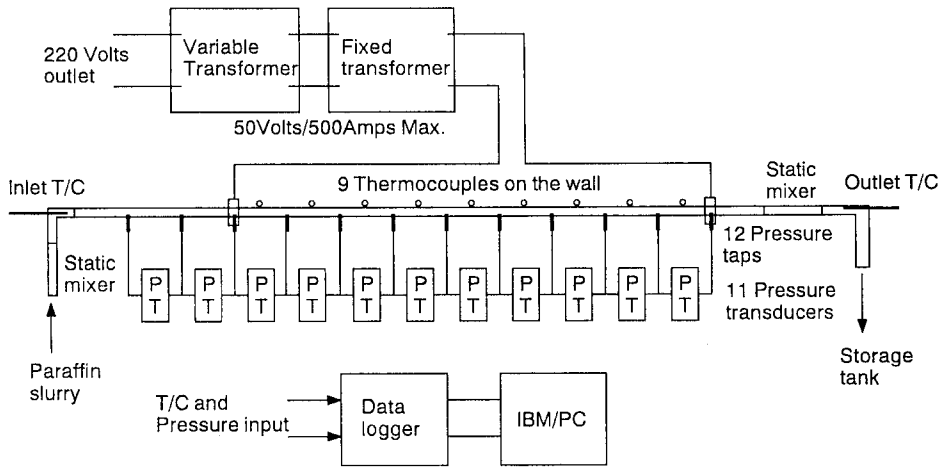 220 Volts
outlet
Variable
Transformer
Fixed
transformer
50Volts/500Amps Max.
Inlet T/C
9 Thermocouples on the wall
Static
mixer
Outlet T/C
Static
mixer
12 Pressure
taps
P
T
P
T
P
T
P
T
P
T
P
T
P
T
P
T
P
T
P
T
P
T
11 Pressure
transducers
Paraffin
slurry
Storage
tank
T/C and
Pressure input
Data
logger
IBM/PC